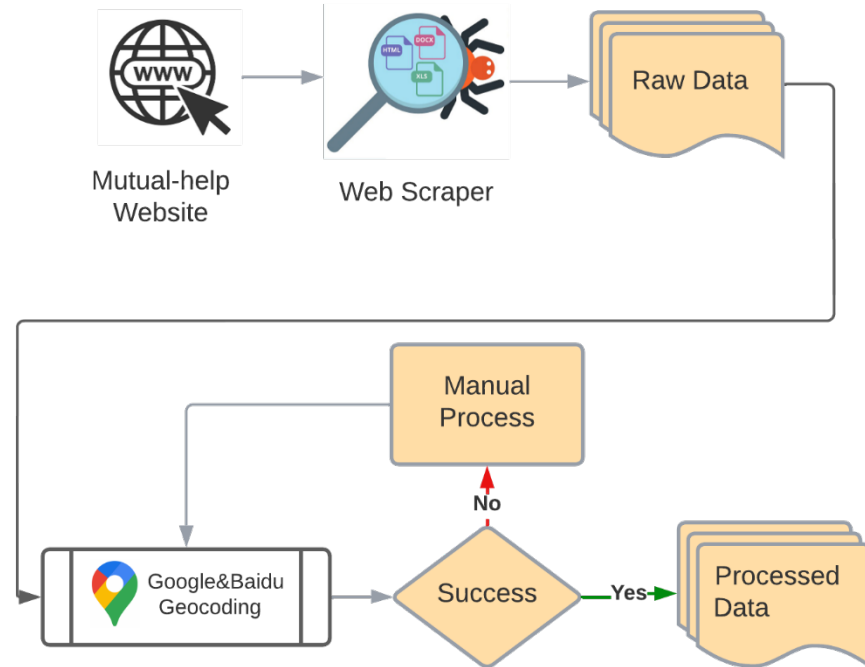 WWW
HTML
DOCX
XLS
Raw Data
Mutual-help
Website
Web Scraper
Manual
Process
No
Google&Baidu
Geocoding
Success
Yes
Processed
Data